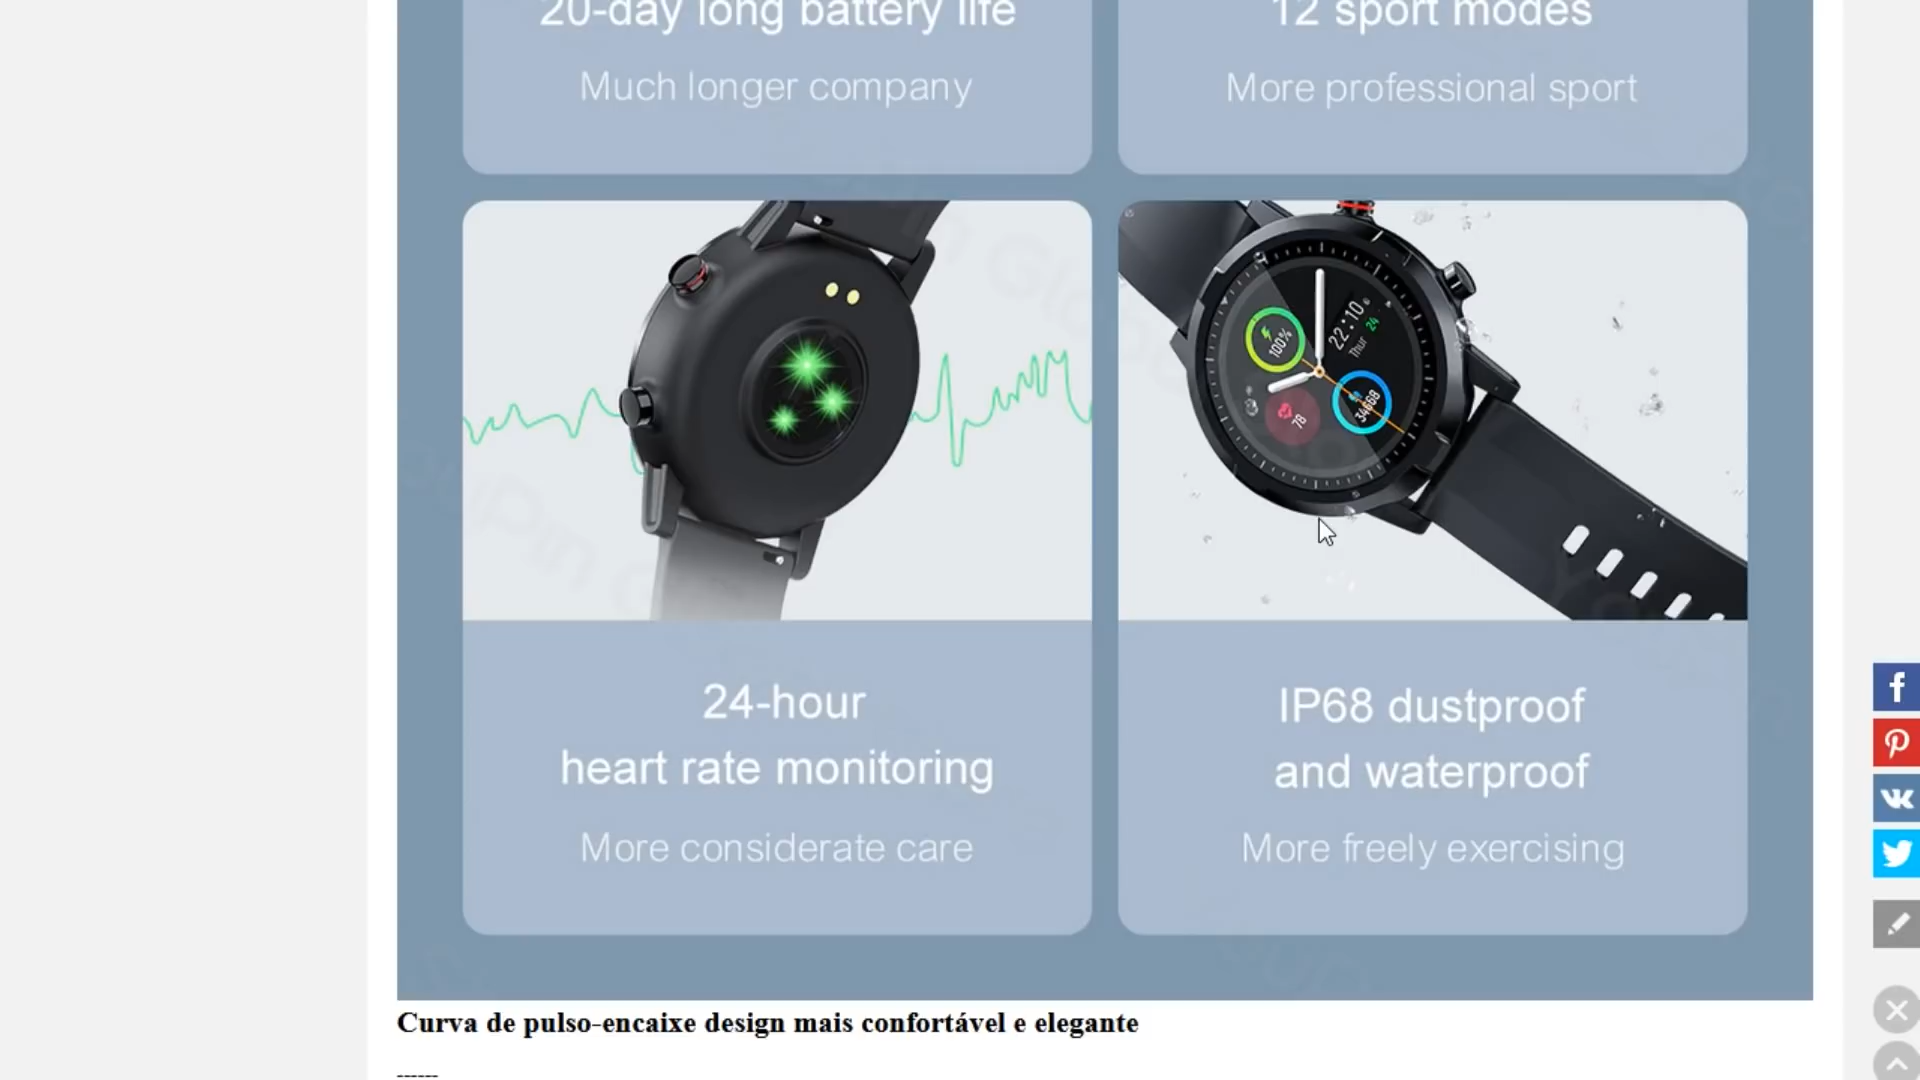 20-day long battery life
12 sport modes
Much longer company
More professional sport
100%
22:10
24
Thur
78
34668
24-hour
heart rate monitoring
More considerate care
IP68 dustproof
and waterproof
More freely exercising
Curva de pulso-encaixe design mais confortável e elegante
------